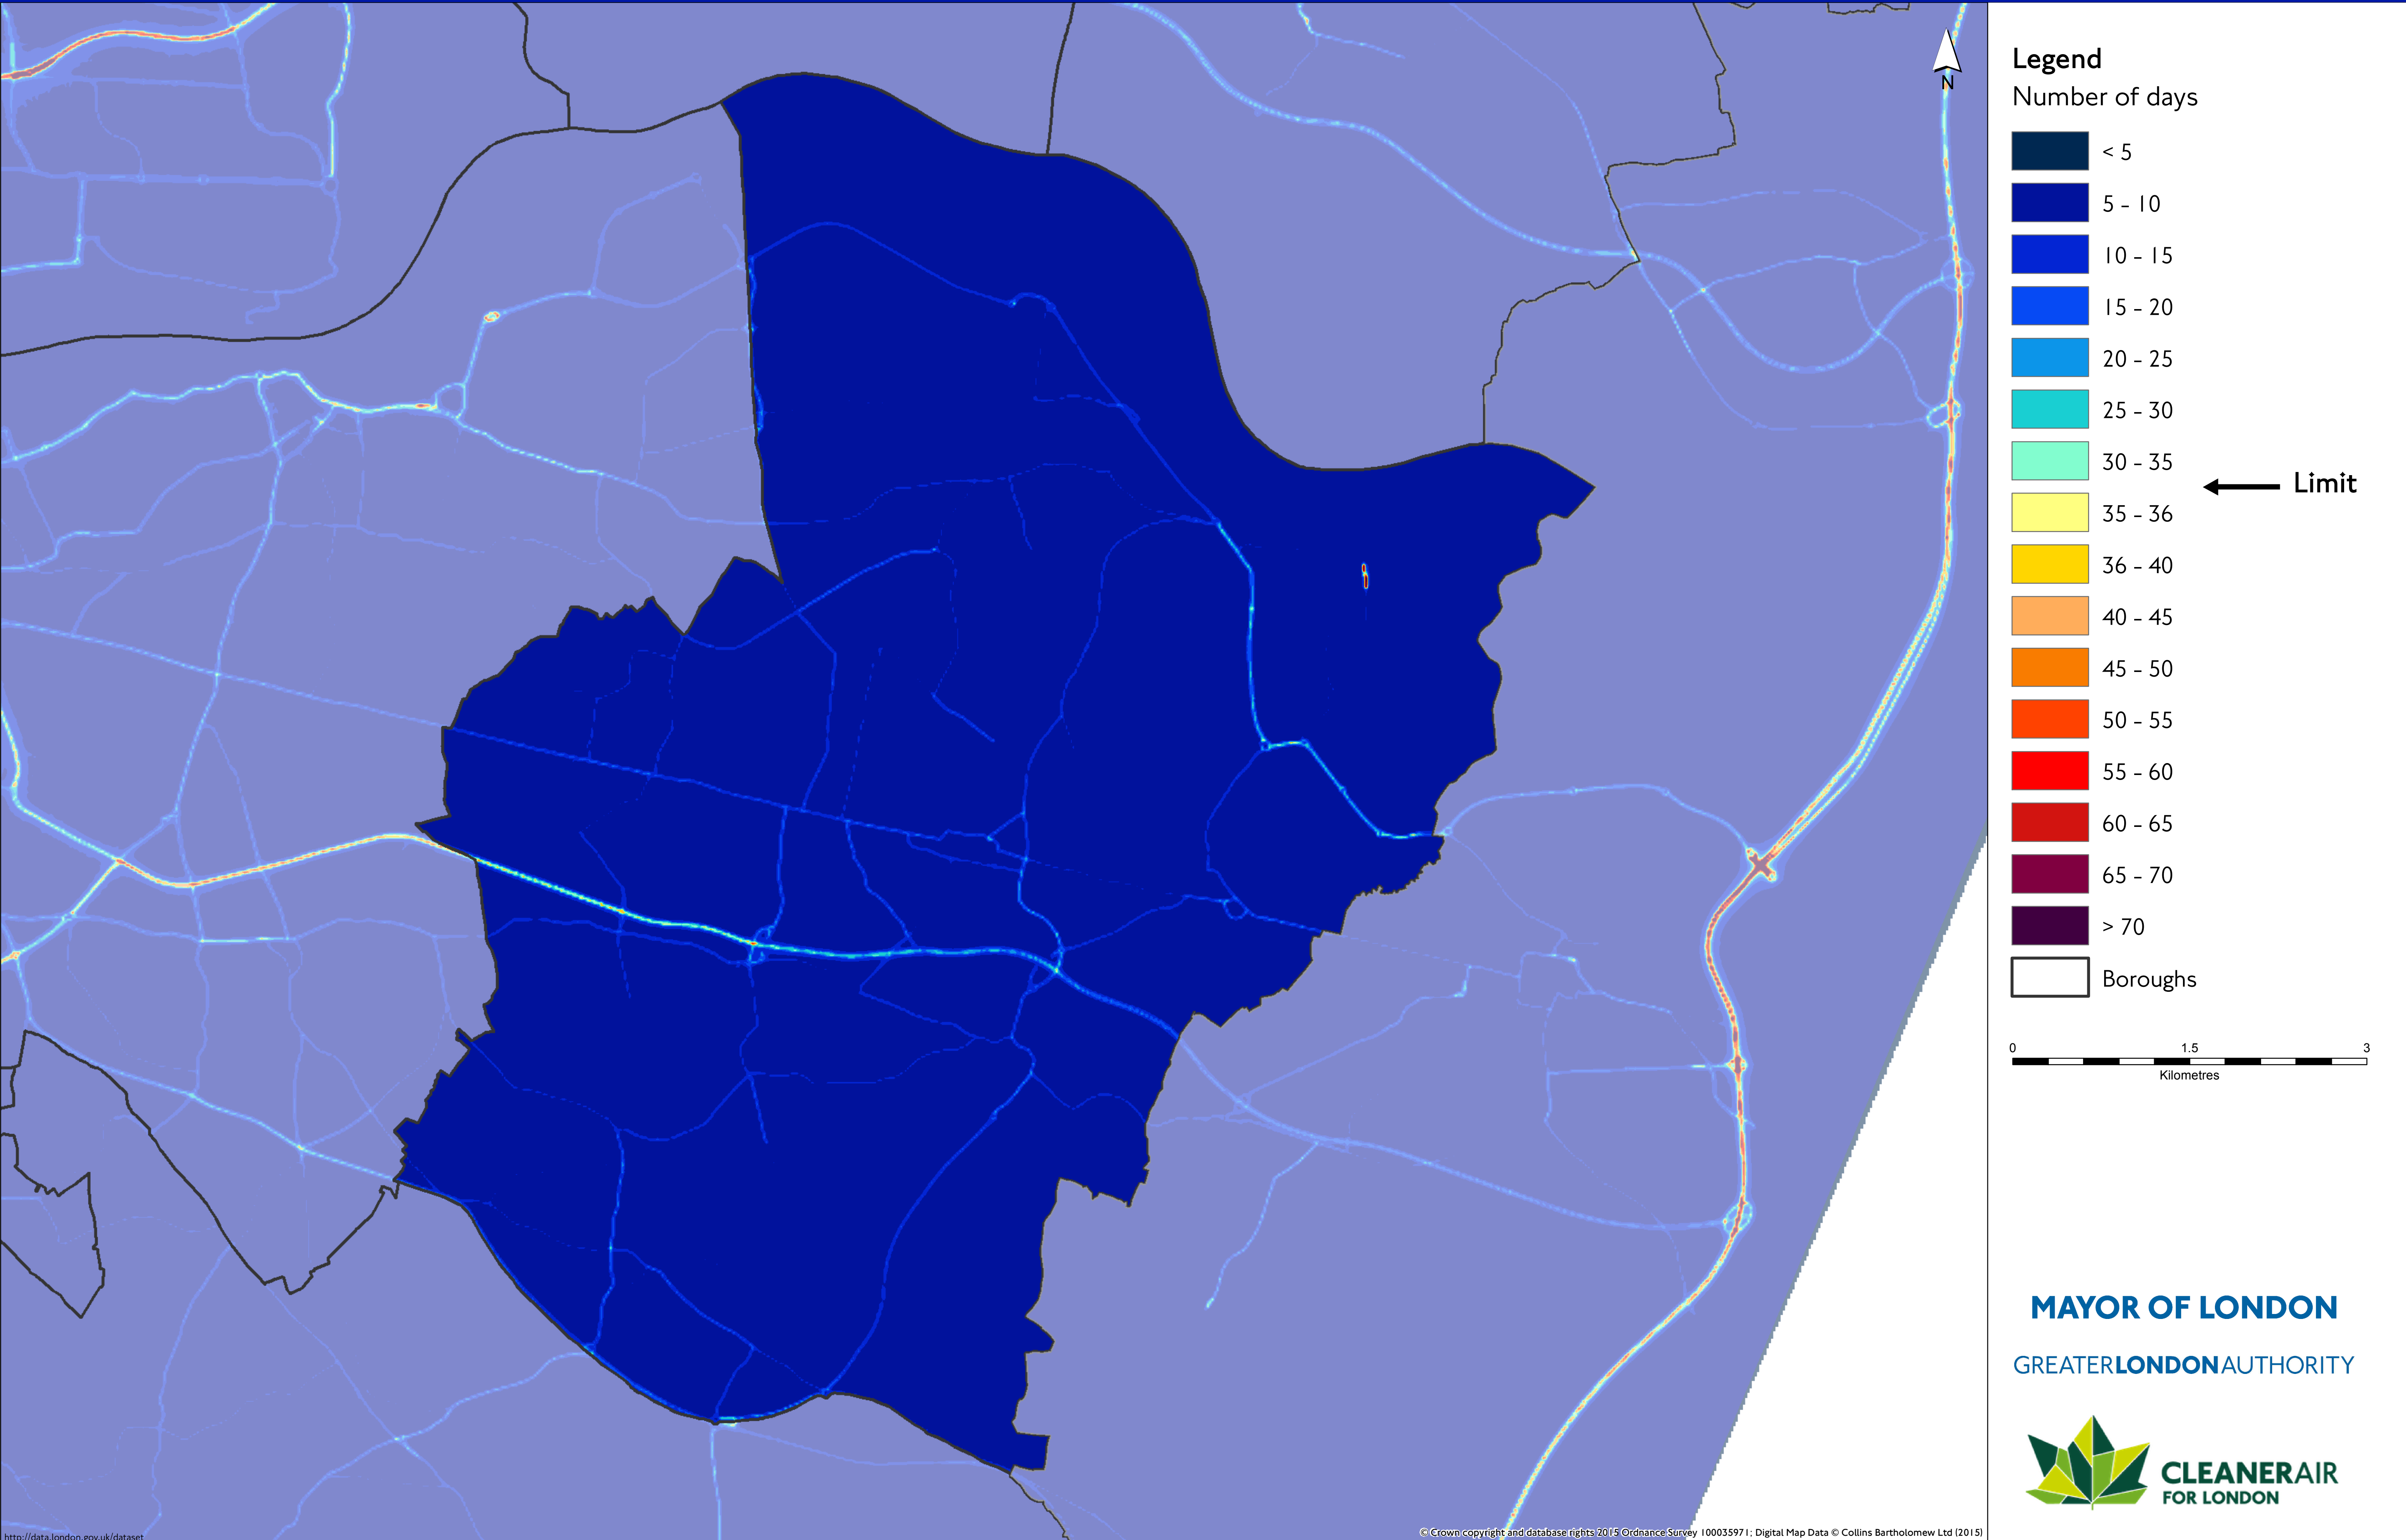 N
Legend
Number of days
< 5
5 - 10
10 - 15
15 - 20
20 - 25
25 - 30
30 - 35
Limit
35 - 36
36 - 40
40 - 45
45 - 50
50 - 55
55 - 60
60 - 65
65 - 70
> 70
Boroughs
0 1.5 3
Kilometres
MAYOR OF LONDON
GREATERLONDONAUTHORITY
CLEANERAIR
FOR LONDON
http://data.london.gov.uk/dataset
© Crown copyright and database rights 2015 Ordnance Survey 100035971; Digital Map Data © Collins Bartholomew Ltd (2015)